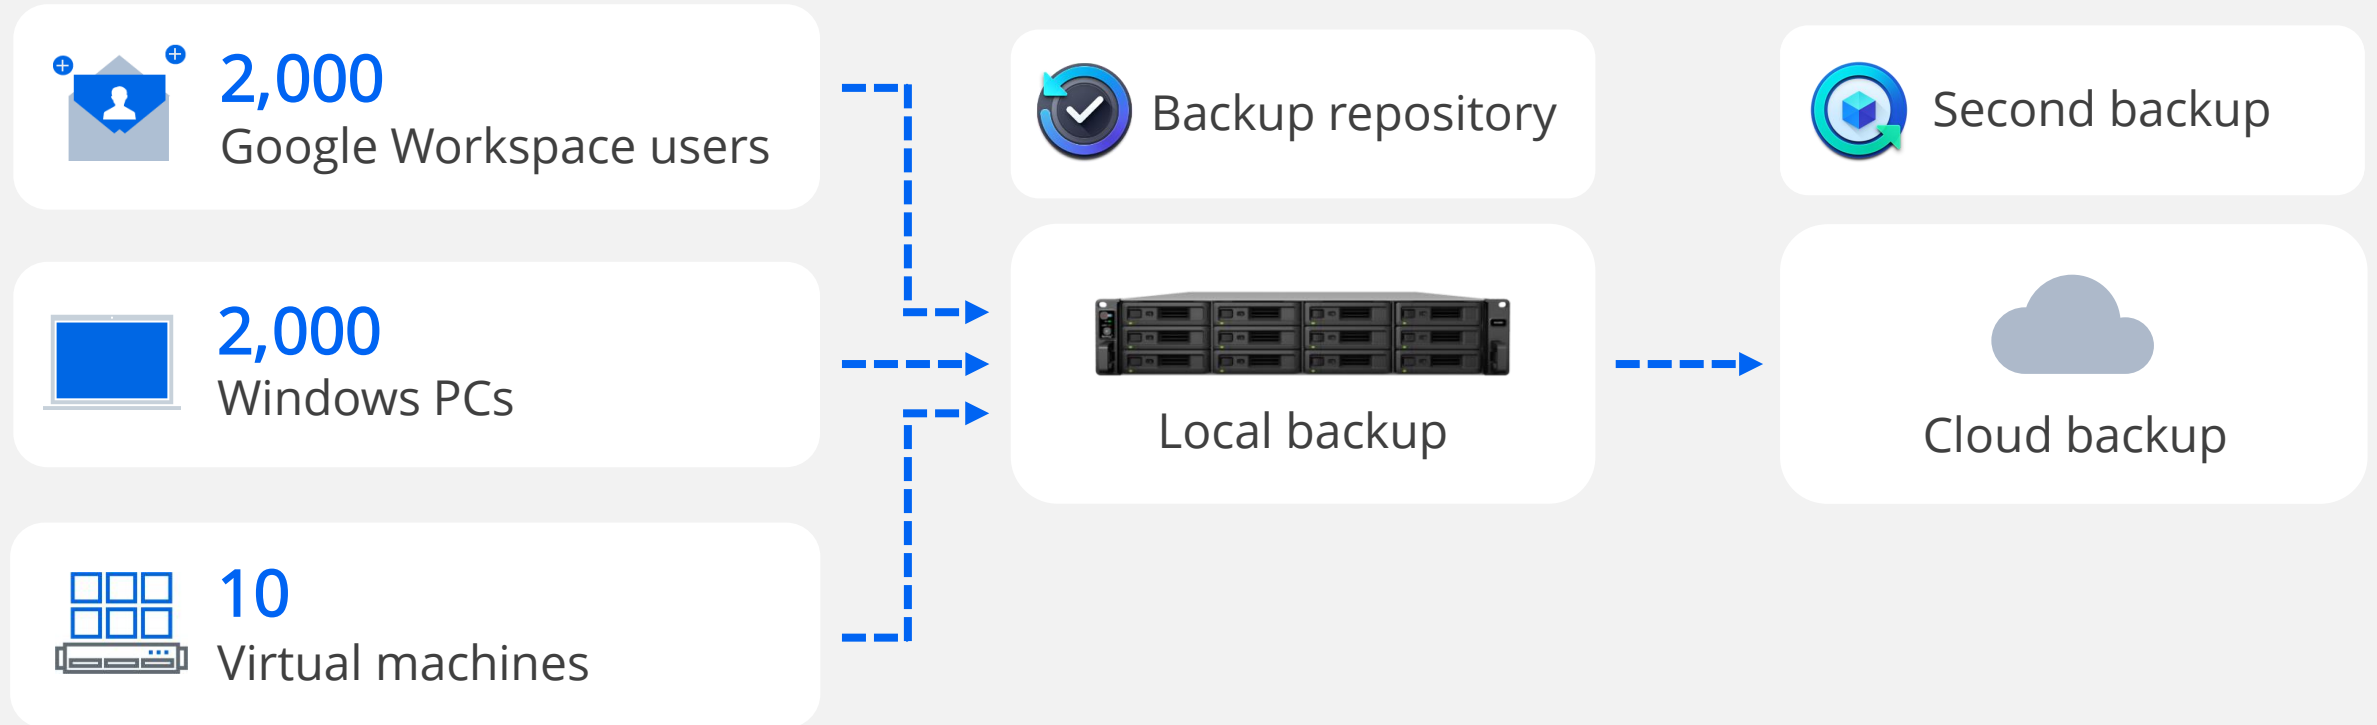 2,000
Google Workspace users
2,000
Windows PCs
10
Virtual machines
Backup repository
Local backup
Second backup
Cloud backup